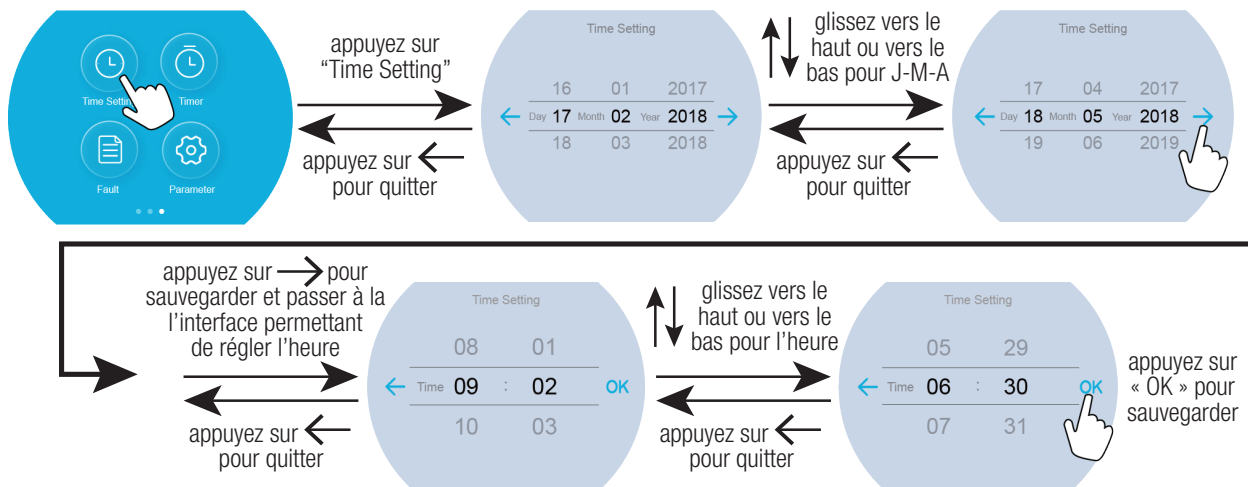 Time Setting
Timer
Fault
Parameter
appuyez sur
“Time Setting”
appuyez sur ←
pour quitter
Time Setting
16 01 2017
← Day 17 Month 02 Year 2018 →
18 03 2018
glissez vers le
haut ou vers le
bas pour J-M-A
appuyez sur ←
pour quitter
Time Setting
17 04 2017
← Day 18 Month 05 Year 2018 →
19 06 2019
appuyez sur → pour
sauvegarder et passer à la
l’interface permettant
de régler l’heure
appuyez sur ←
pour quitter
Time Setting
08 01
← Time 09 : 02 OK
10 03
glissez vers le
haut ou vers le
bas pour l’heure
appuyez sur ←
pour quitter
Time Setting
05 29
← Time 06 : 30 OK
07 31
appuyez sur
« OK » pour
sauvegarder